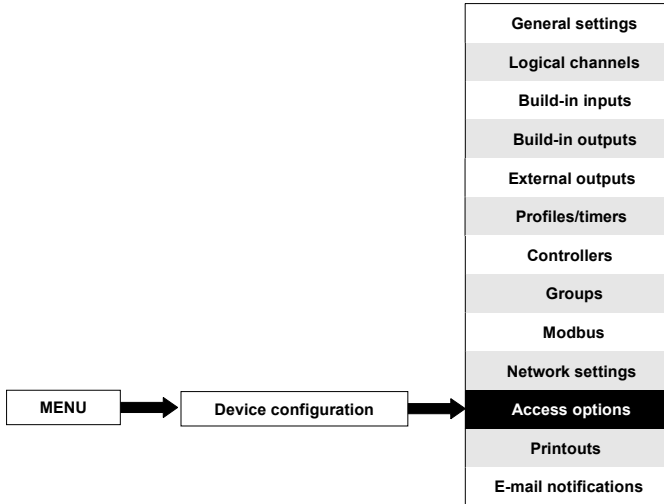 General settings
Logical channels
Build-in inputs
Build-in outputs
External outputs
Profiles/timers
Controllers
Groups
Modbus
Network settings
MENU
Device configuration
Access options
Printouts
E-mail notifications